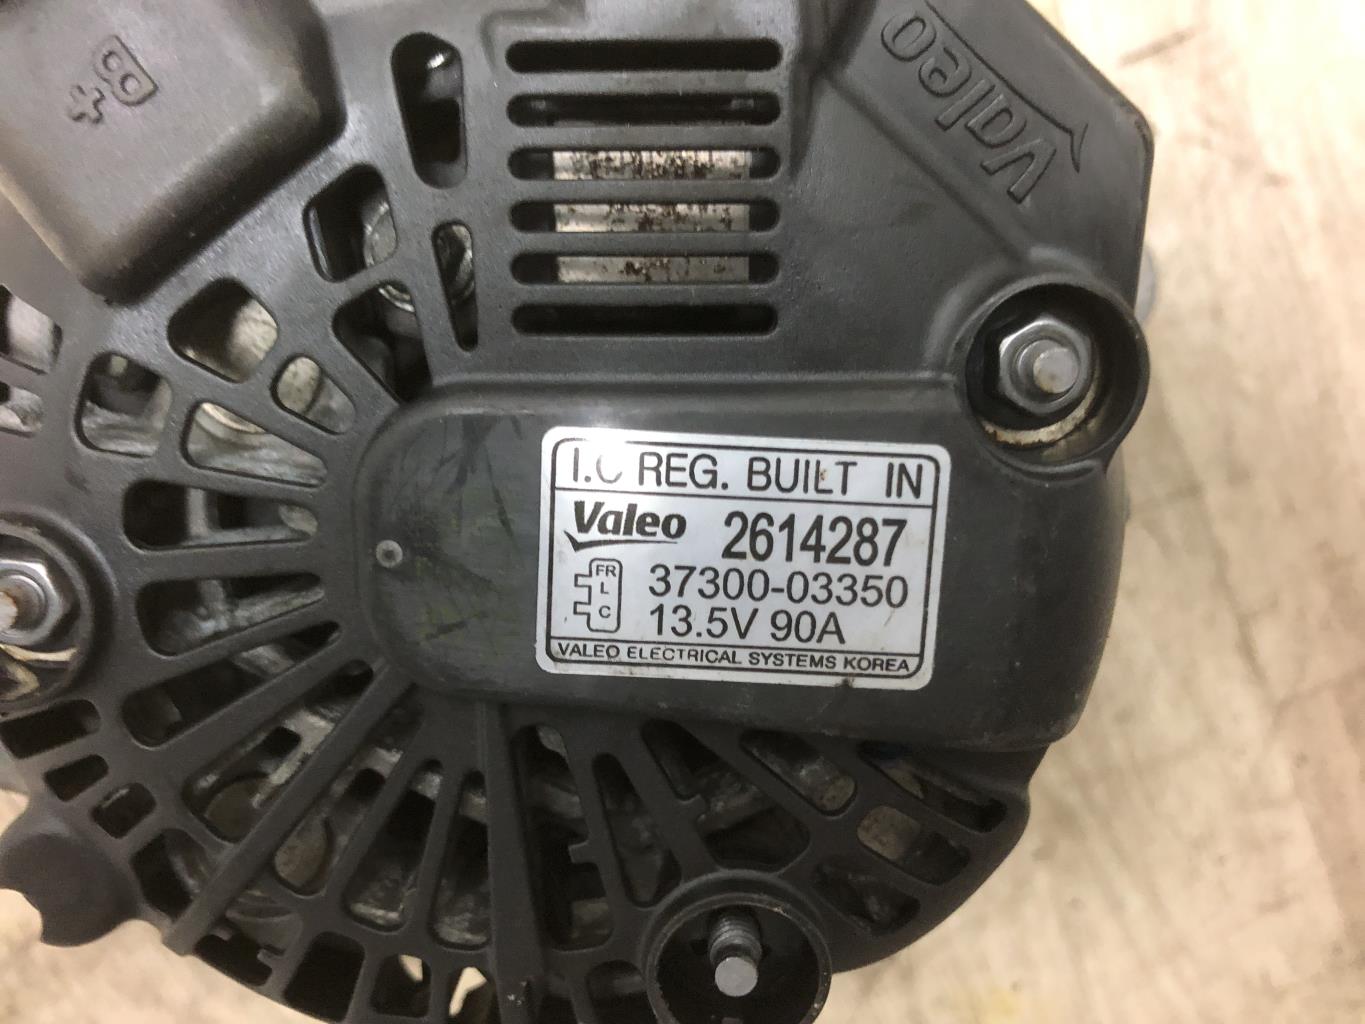 B+
Valeo
I.C REG. BUILT IN
Valeo 2614287
FR
L
C
37300-03350
13.5V 90A
VALEO ELECTRICAL SYSTEMS KOREA